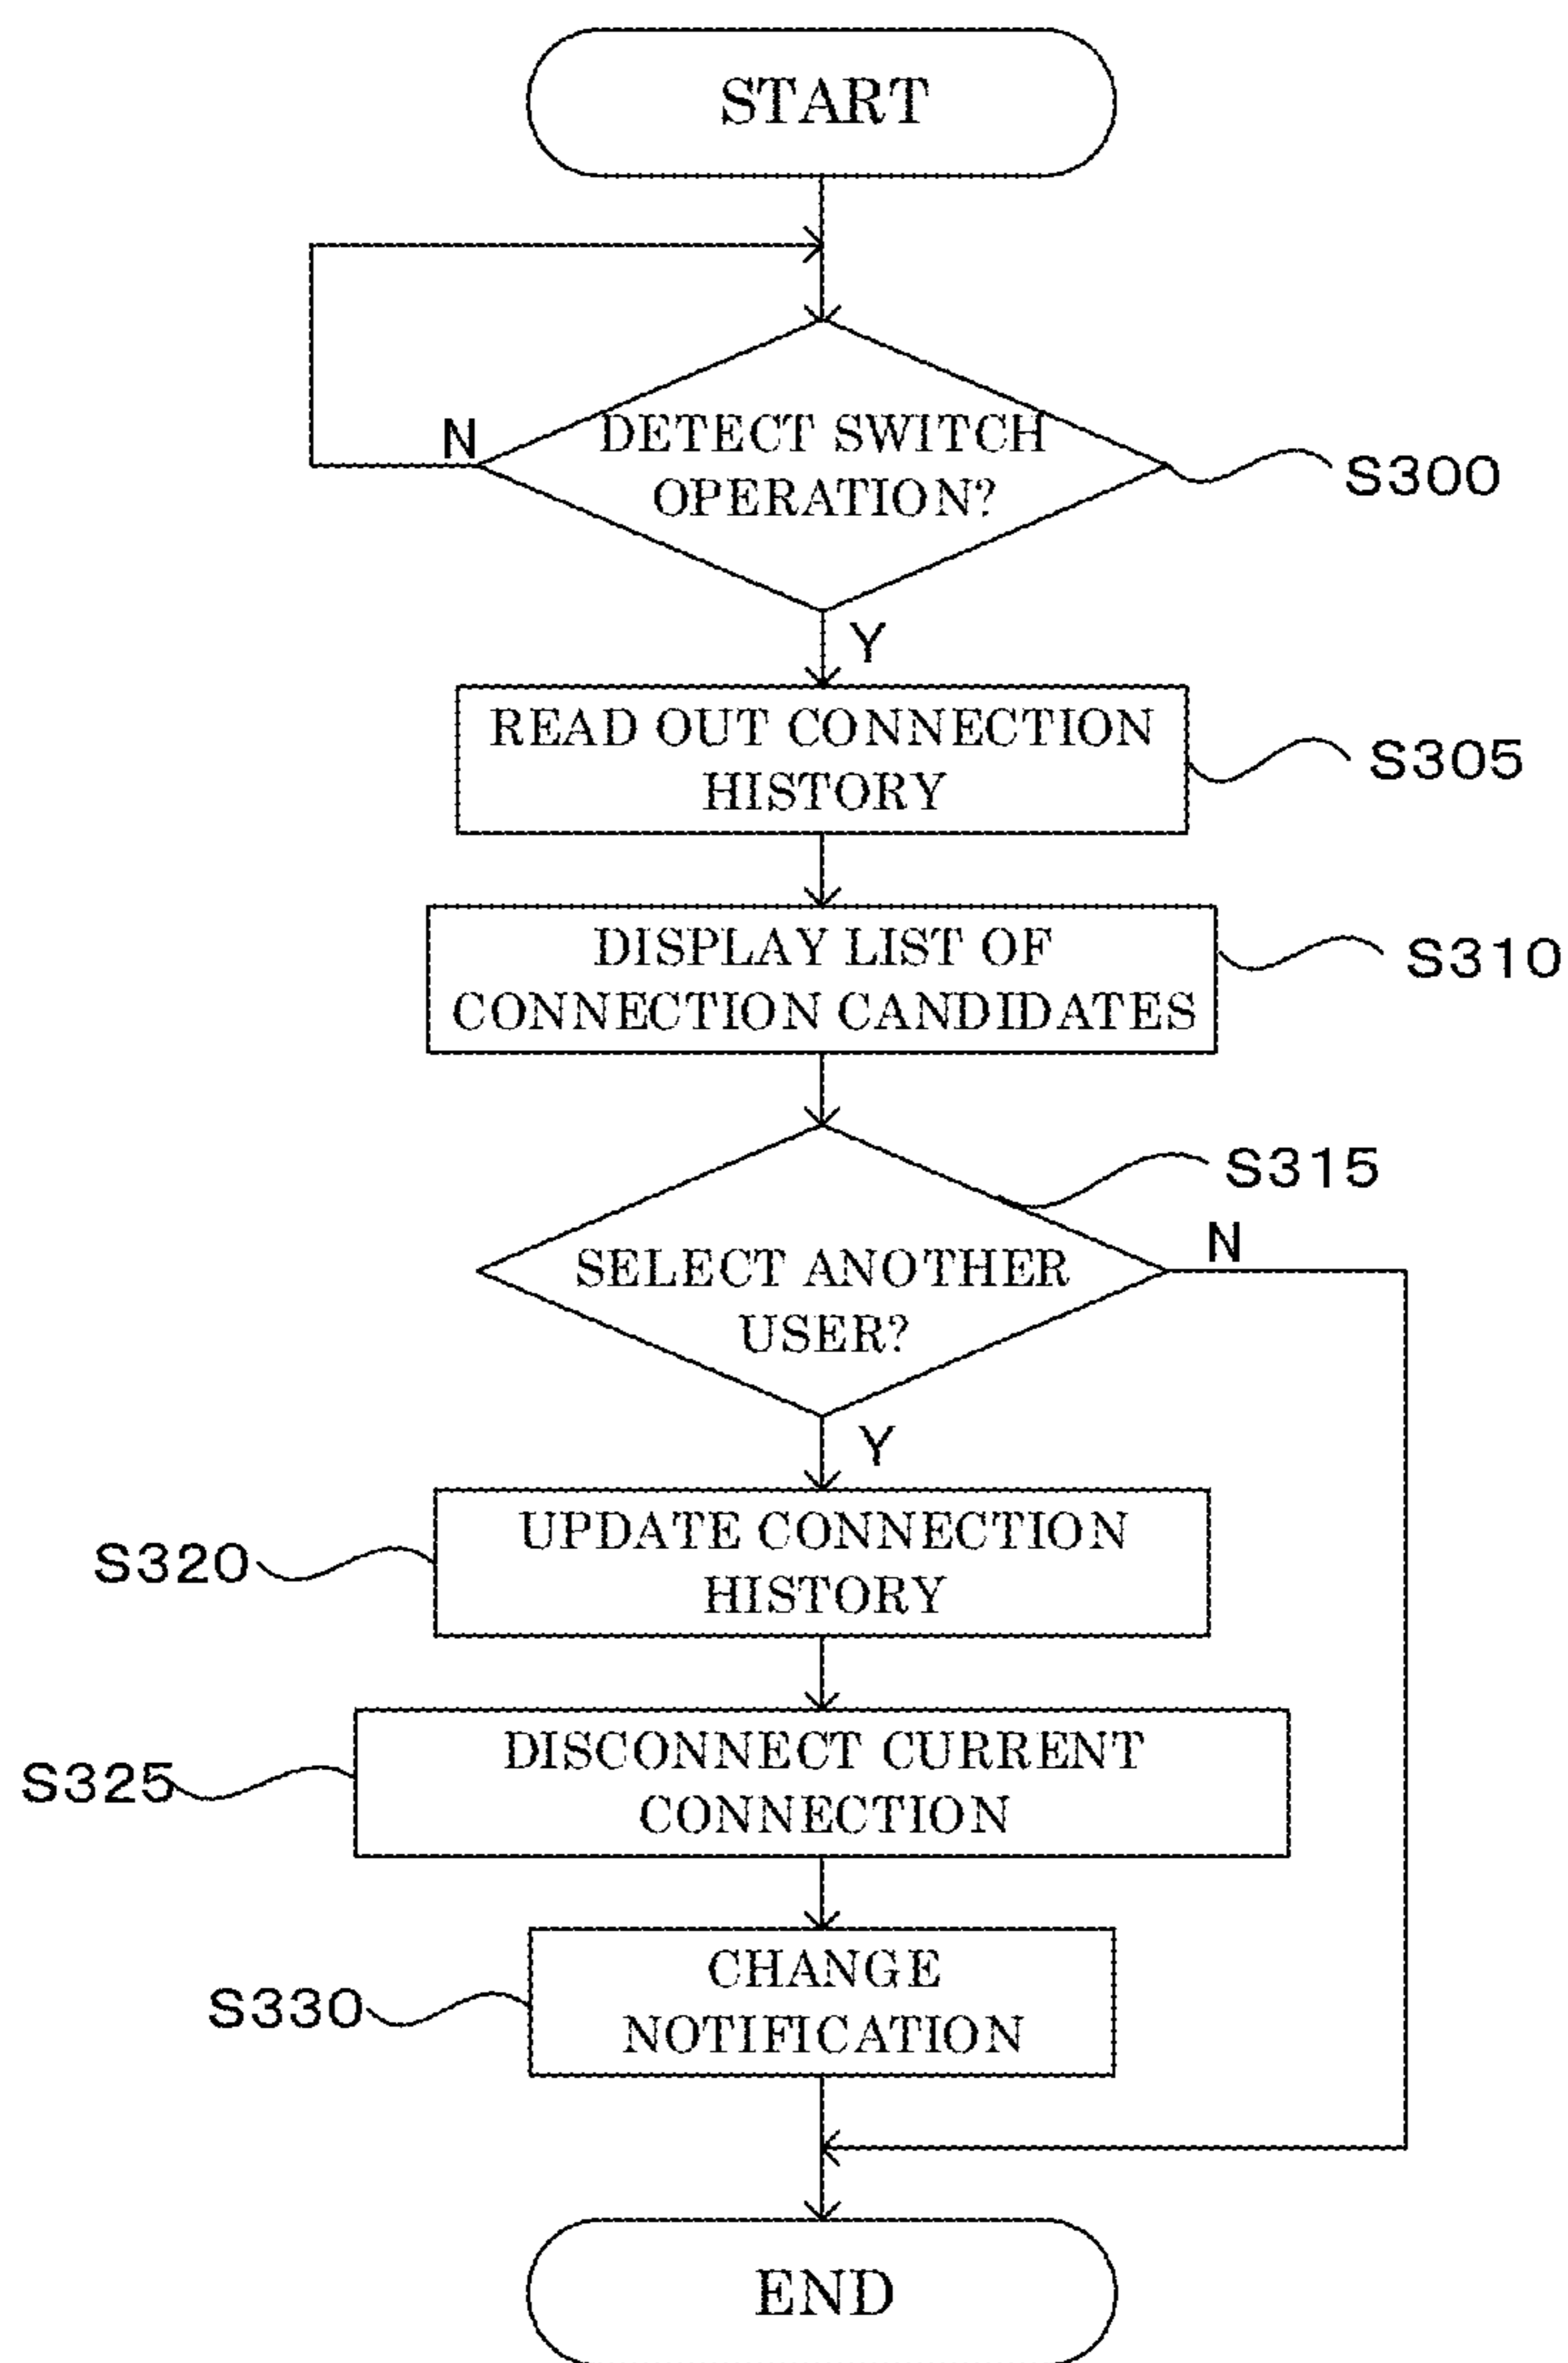 START
N
DETECT SWITCH
OPERATION?
S300
Y
READ OUT CONNECTION
HISTORY
S305
DISPLAY LIST OF
CONNECTION CANDIDATES
S310
S315
N
SELECT ANOTHER
USER?
Y
UPDATE CONNECTION
HISTORY
S320
DISCONNECT CURRENT
CONNECTION
S325
CHANGE
NOTIFICATION
S330
END